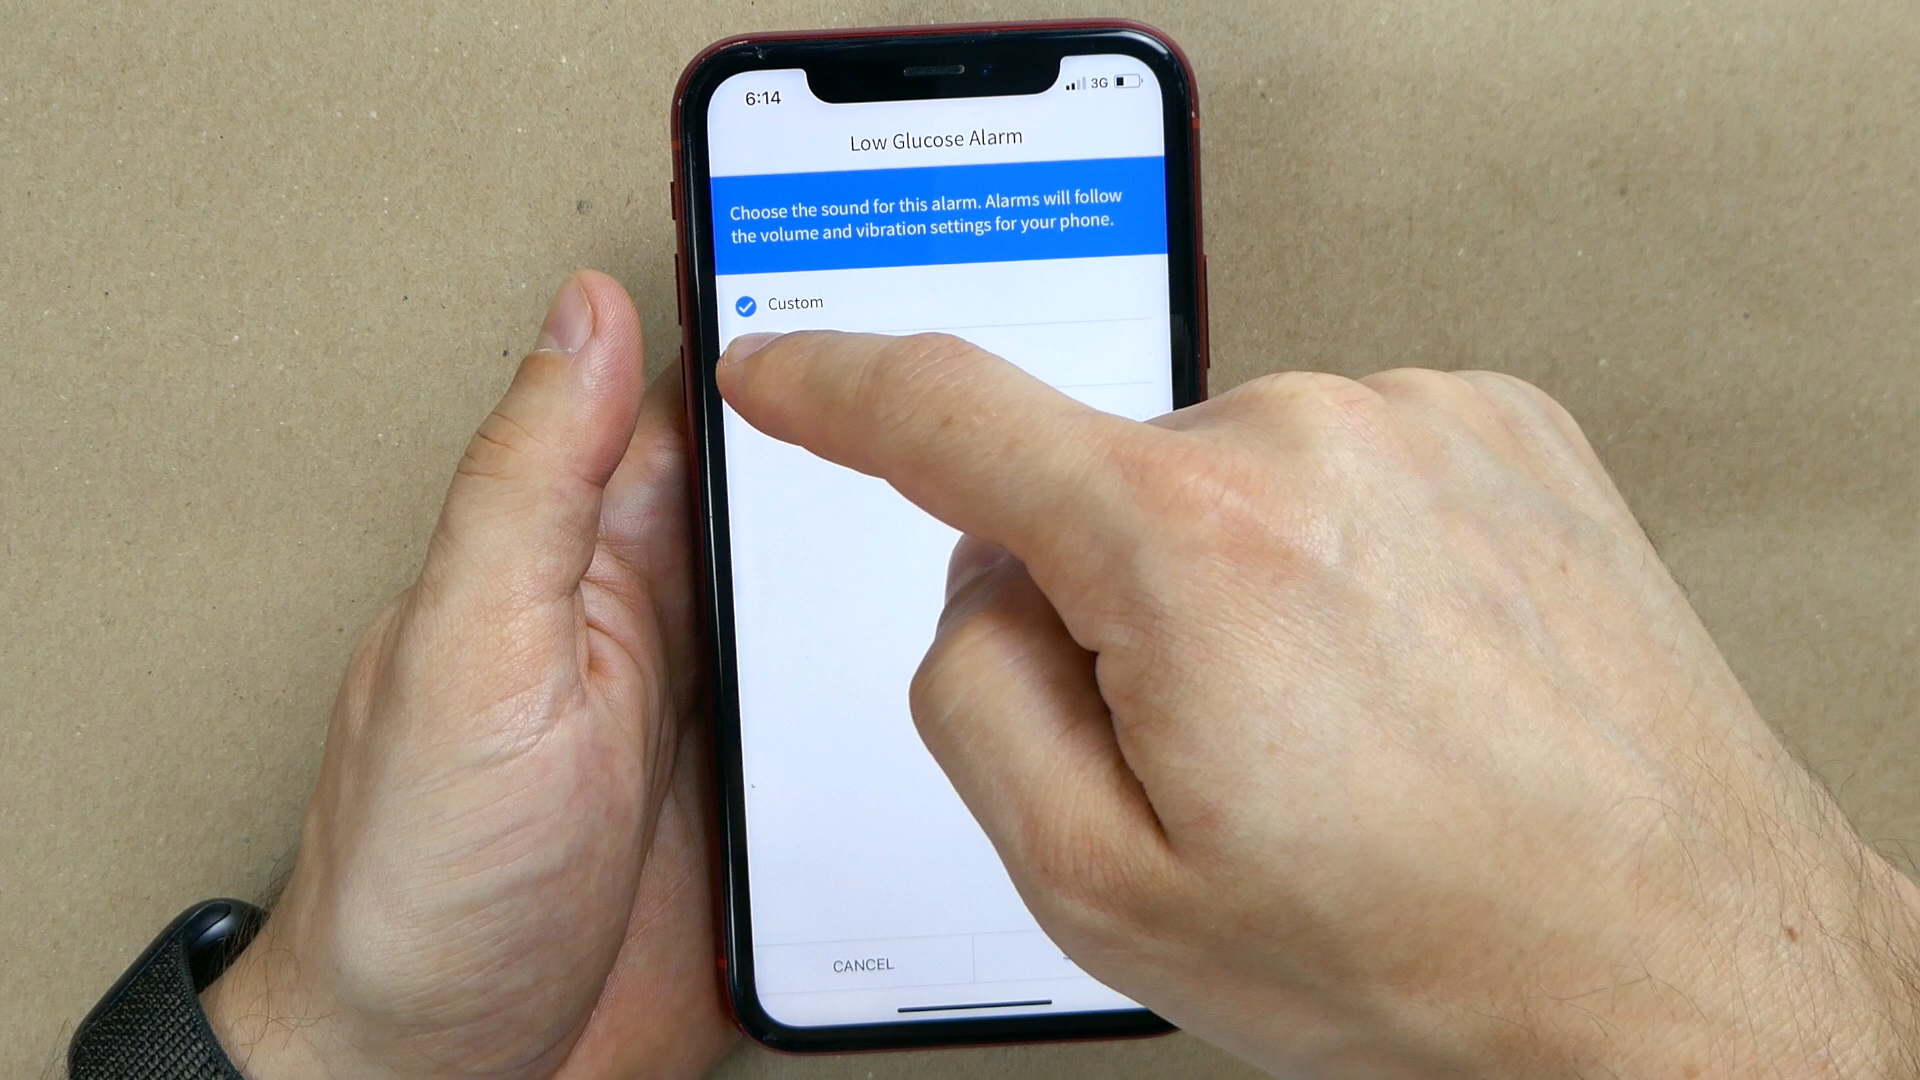 6:14
3G
Low Glucose Alarm
Choose the sound for this alarm. Alarms will follow
the volume and vibration settings for your phone.
Custom
CANCEL